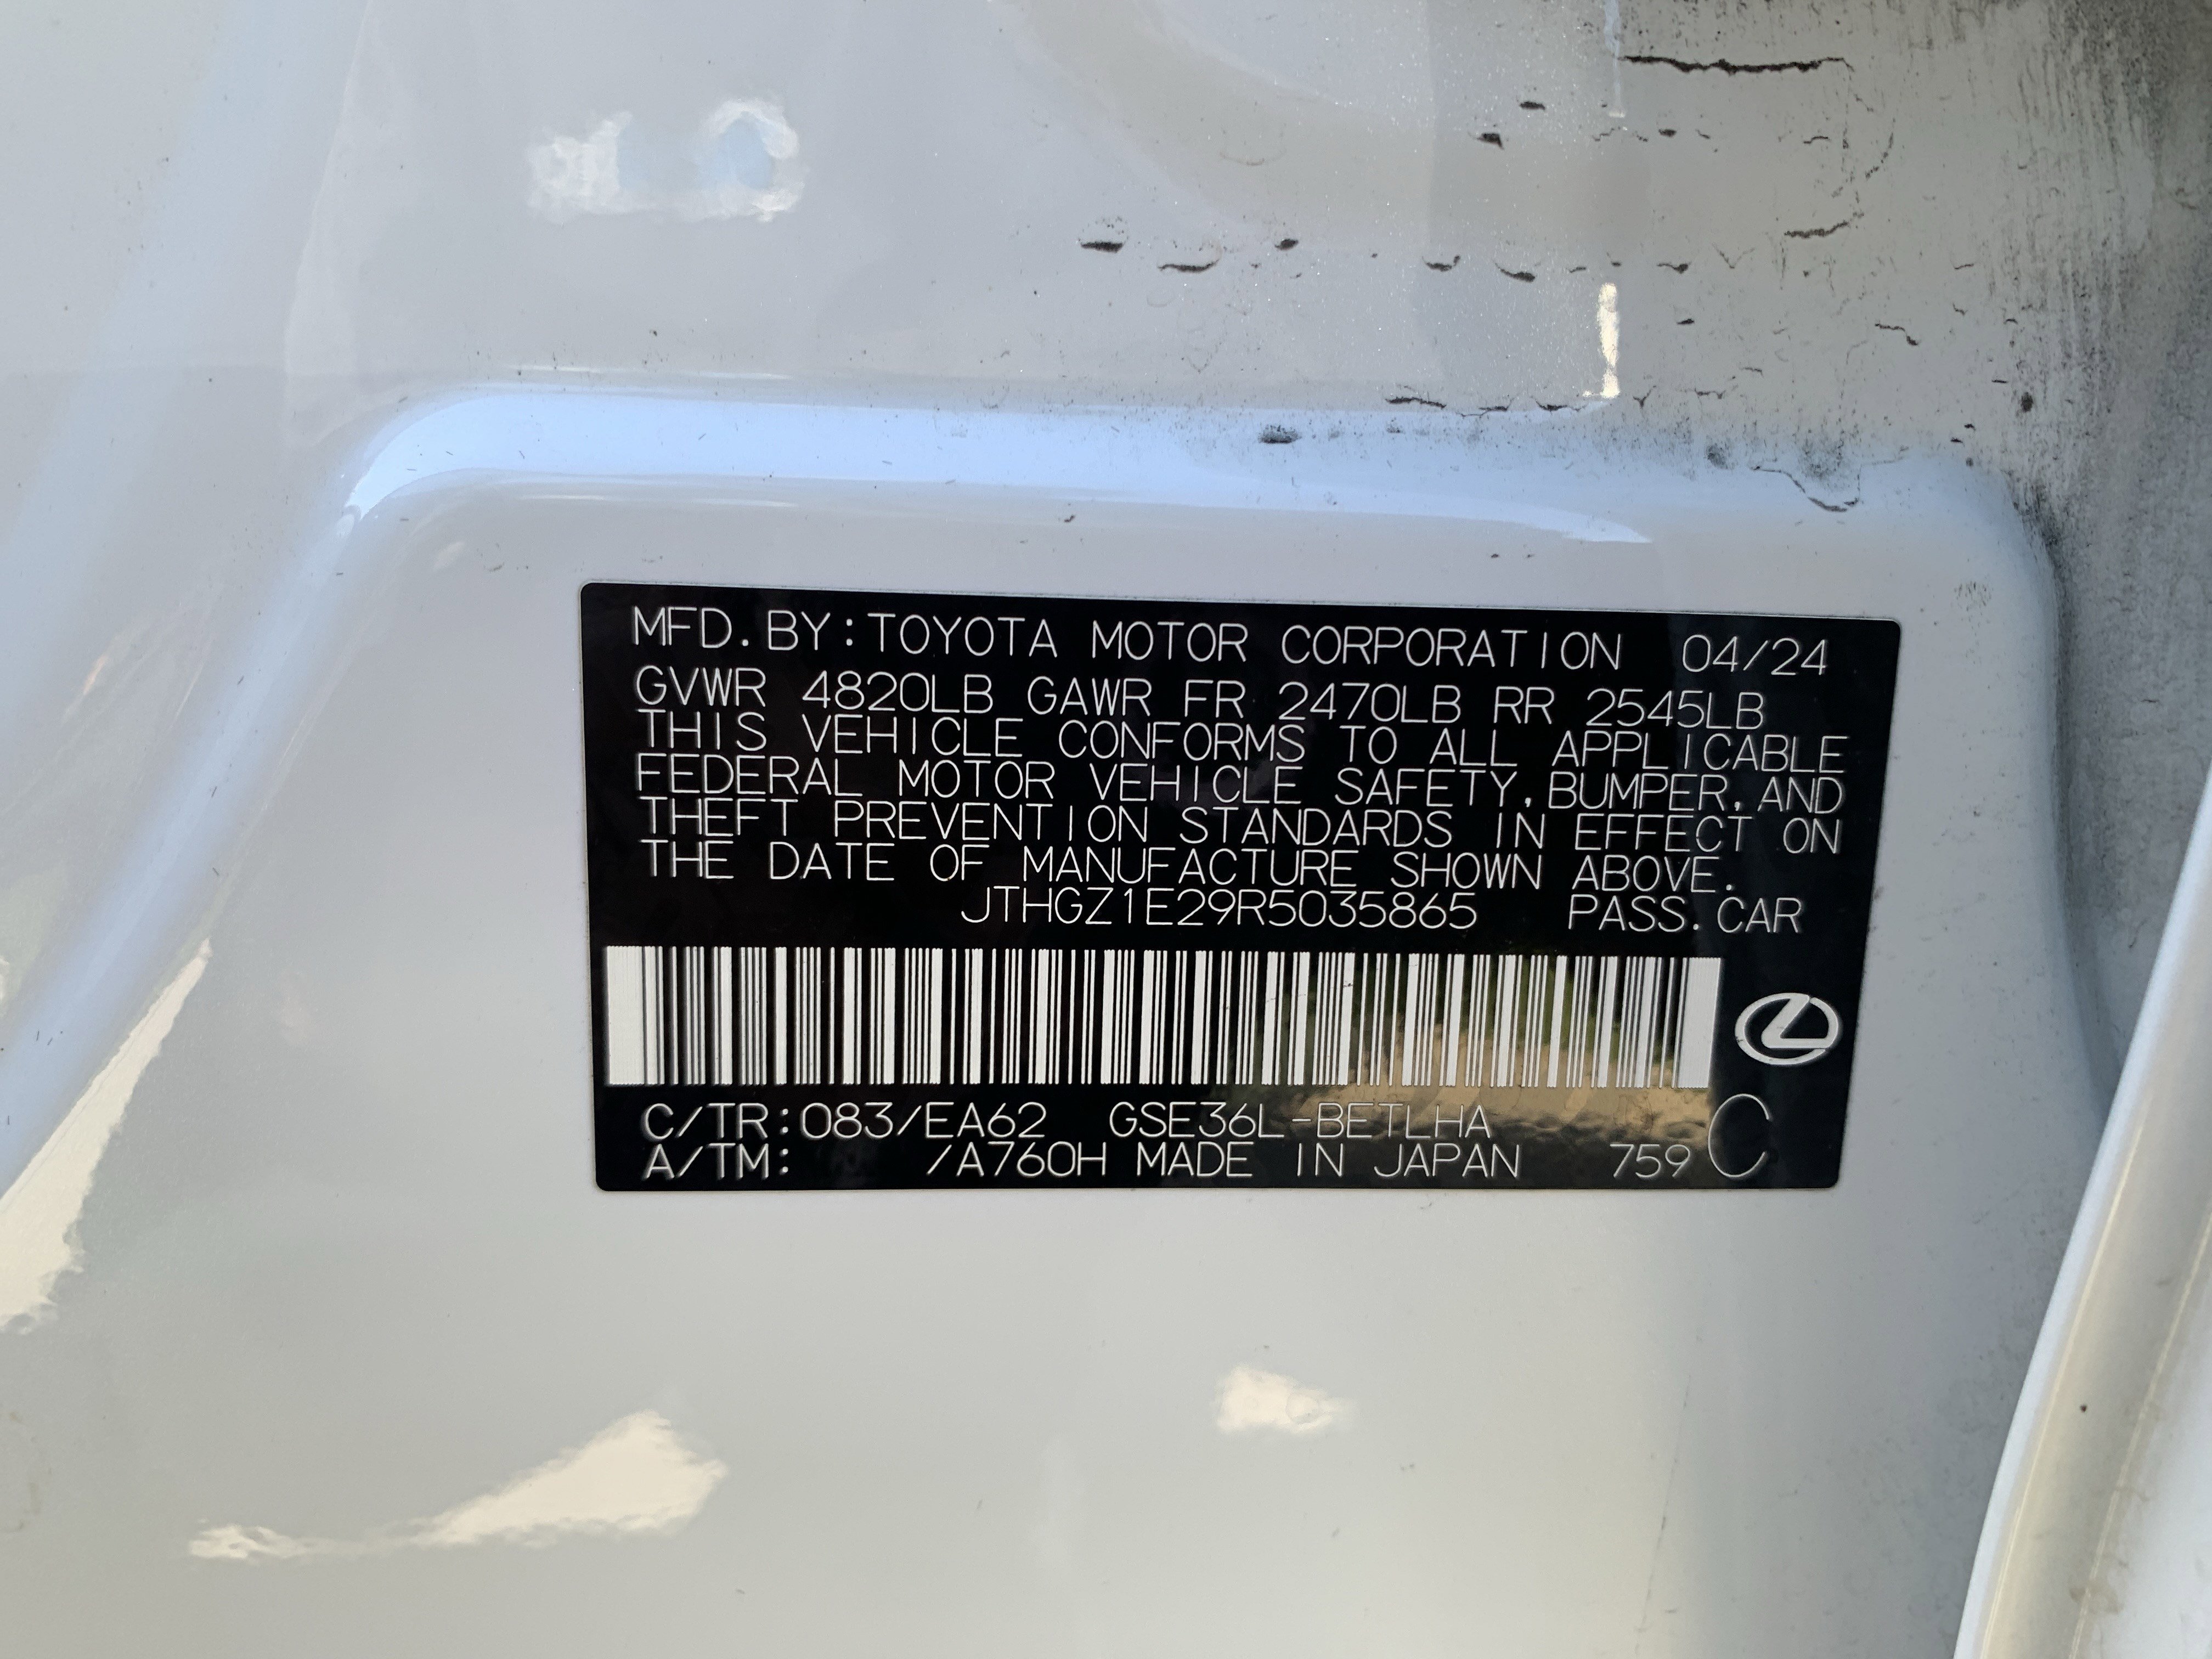 MFD. BY: TOYOTA MOTOR CORPORATION 04/24
GVWR 4820LB GAWR FR 2470LB RR 2545LB
THIS VEHICLE CONFORMS TO ALL APPLICABLE
FEDERAL MOTOR VEHICLE SAFETY, BUMPER, AND
THEFT PREVENTION STANDARDS IN EFFECT ON
THE DATE OF MANUFACTURE SHOWN ABOVE.
JTHGZ1E29R5035865 PASS. CAR
C/TR: 083/EA62 GSE36L-BETLHA
A/TM: /A760H MADE IN JAPAN 759 C